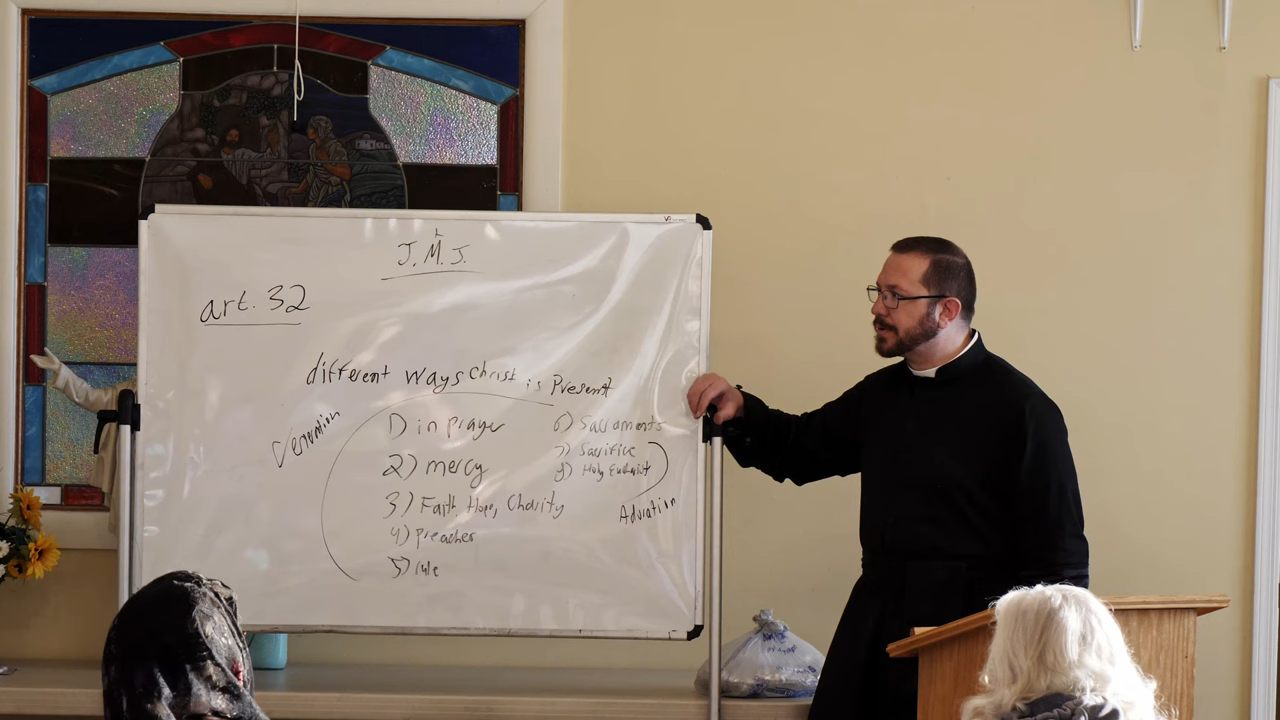 J.M.J.
art. 32
different ways Christ is Present
Veneration
1) in prayer
2) mercy
3) Faith, Hope, Charity
4) Preacher
5) rule
6) Sacraments
7) Sacrifice
8) Holy Eucharist
Aduration